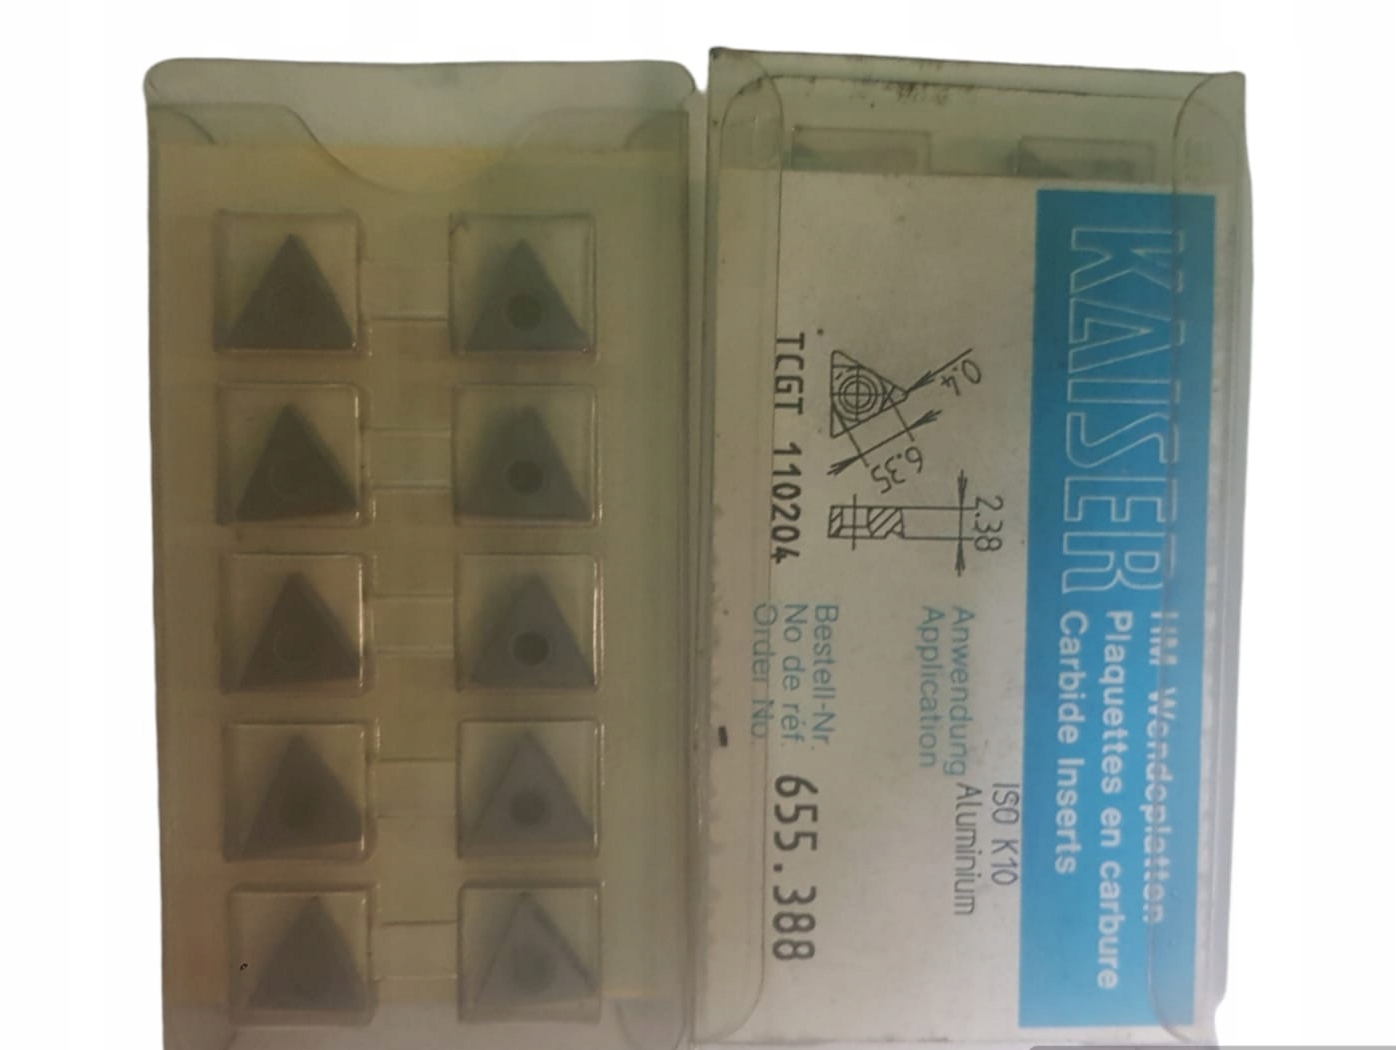 KAISER
HM-Wendeplatten
Plaquettes en carbure
Carbide Inserts
ISO K10
0.4
6.35
2.38
Anwendung Aluminium
Application
Bestell-Nr.
No de réf. 655.388
Order No.
TCGT 110204